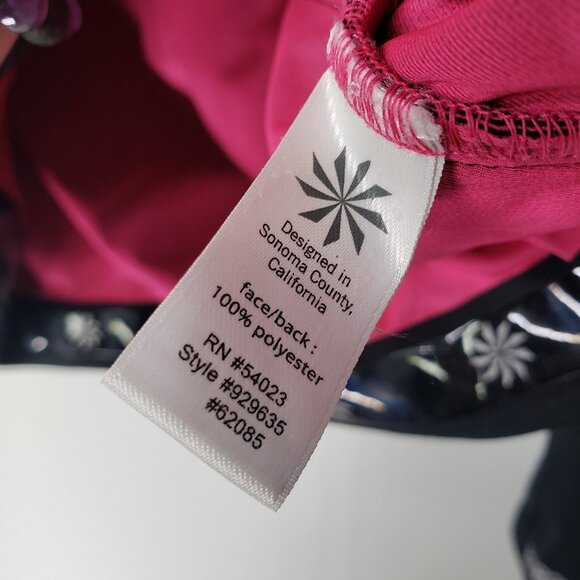 Designed in
Sonoma County,
California
face/back:
100% polyester
RN #54023
Style #929635
#62085